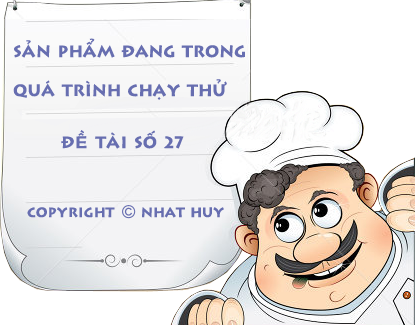 SẢN PHẨM ĐANG TRONG
QUÁ TRÌNH CHẠY THỬ
ĐỀ TÀI SỐ 27
COPYRIGHT © NHAT HUY